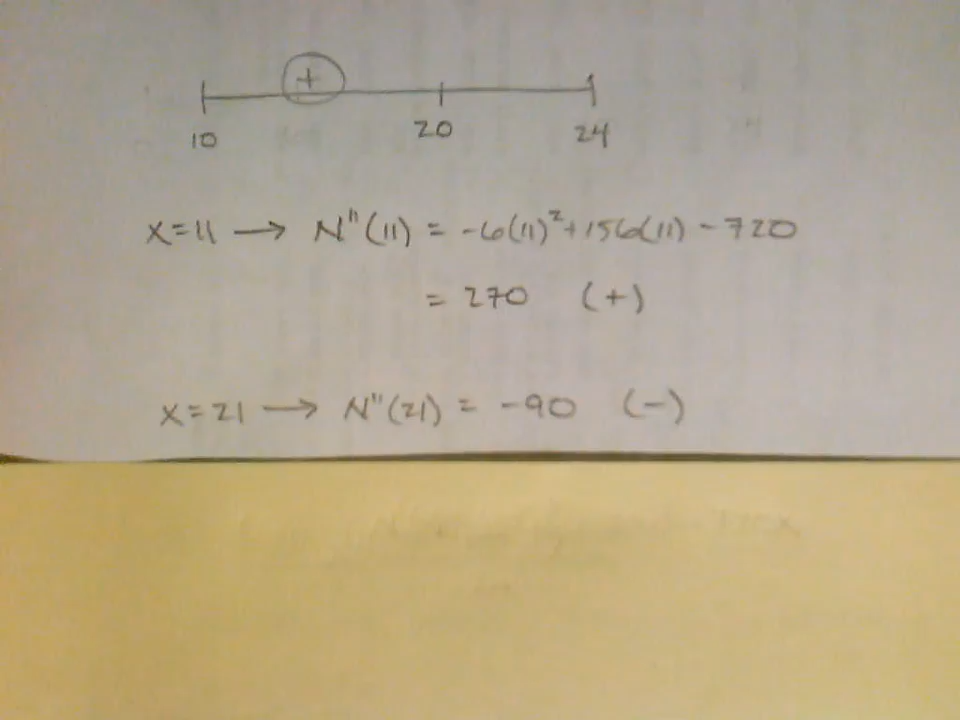 +
10 20 24
x=11 → N"(11) = -6(11)²+156(11) - 720
= 270 (+)
x=21 → N"(21) = -90 (-)